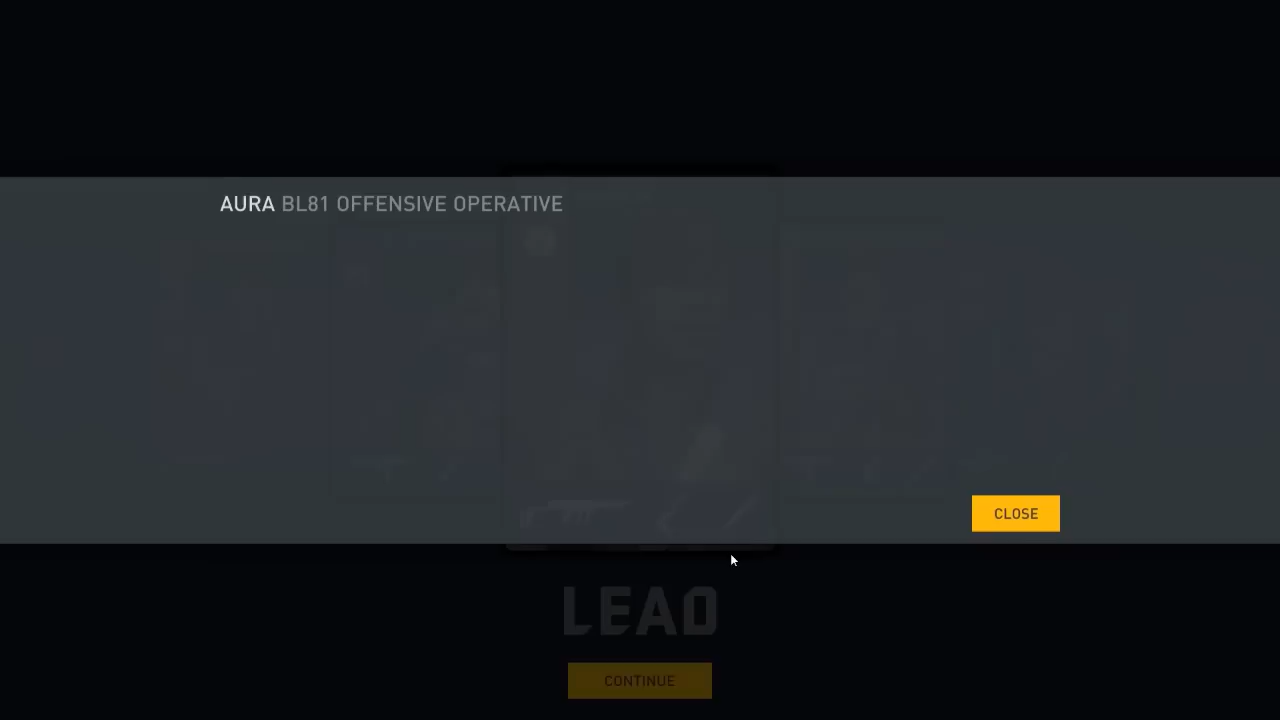 AURA BL81 OFFENSIVE OPERATIVE
CLOSE
LEAD
CONTINUE